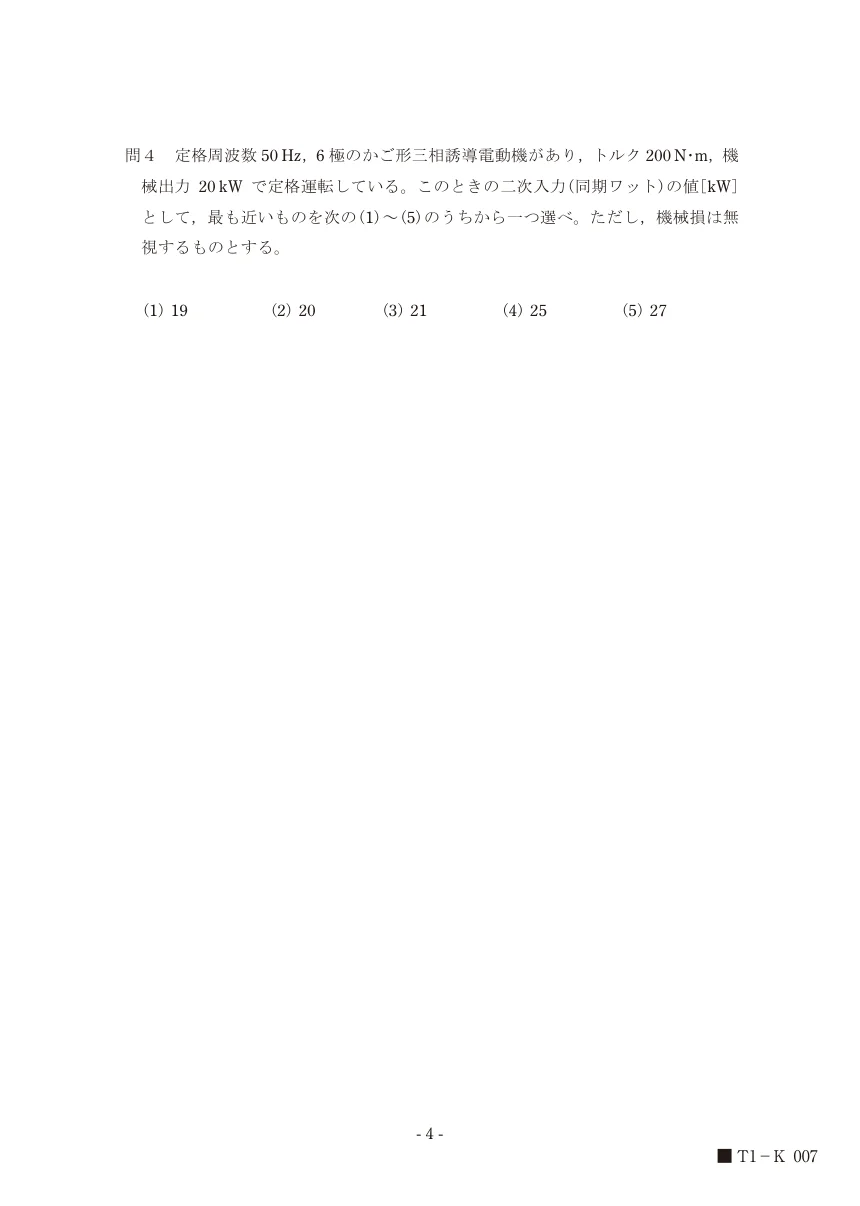 問４　定格周波数 50 Hz，6 極のかご形三相誘導電動機があり，トルク 200 N･m，機
械出力 20 kW で定格運転している。このときの二次入力(同期ワット)の値[kW]
として，最も近いものを次の(1)～(5)のうちから一つ選べ。ただし，機械損は無
視するものとする。
(1) 19　(2) 20　(3) 21　(4) 25　(5) 27
- 4 -
■ T1－K 007